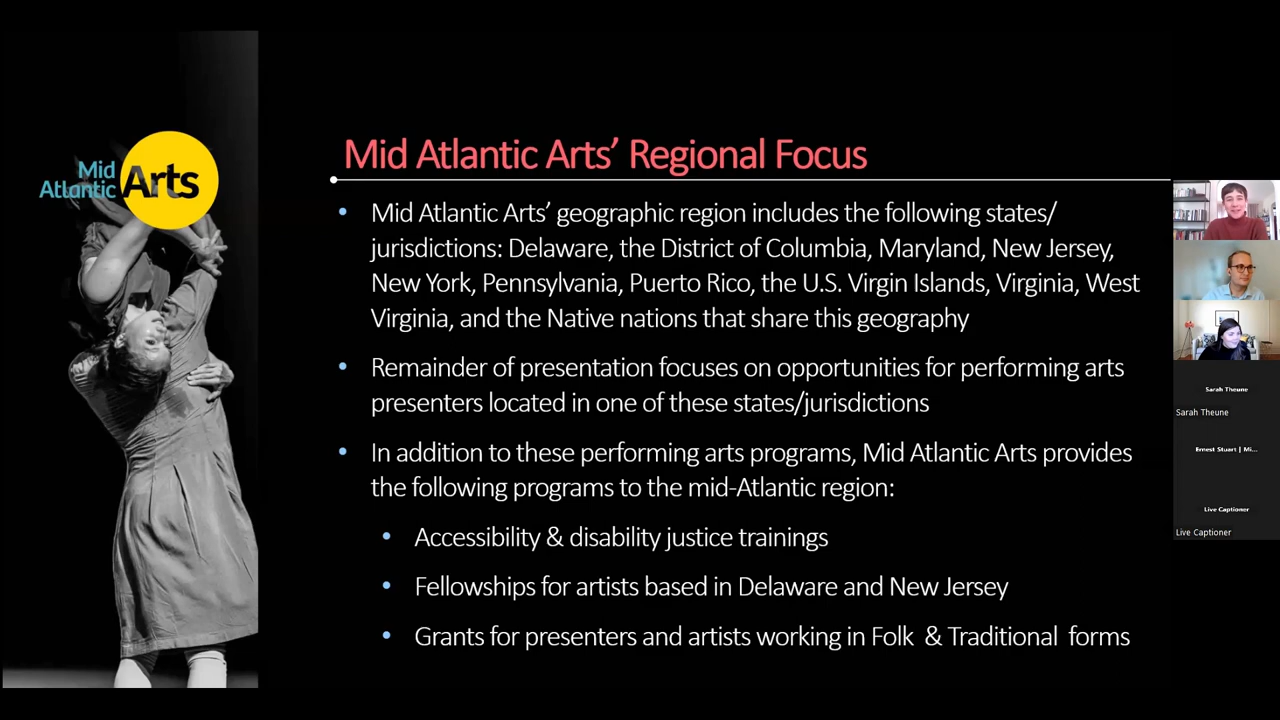 Mid
Atlantic
Arts
Mid Atlantic Arts’ Regional Focus
• Mid Atlantic Arts’ geographic region includes the following states/
jurisdictions: Delaware, the District of Columbia, Maryland, New Jersey,
New York, Pennsylvania, Puerto Rico, the U.S. Virgin Islands, Virginia, West
Virginia, and the Native nations that share this geography
• Remainder of presentation focuses on opportunities for performing arts
presenters located in one of these states/jurisdictions
• In addition to these performing arts programs, Mid Atlantic Arts provides
the following programs to the mid-Atlantic region:
• Accessibility & disability justice trainings
• Fellowships for artists based in Delaware and New Jersey
• Grants for presenters and artists working in Folk & Traditional forms
Sarah Theune
Sarah Theune
Ernest Stuart | Mi...
Live Captioner
Live Captioner